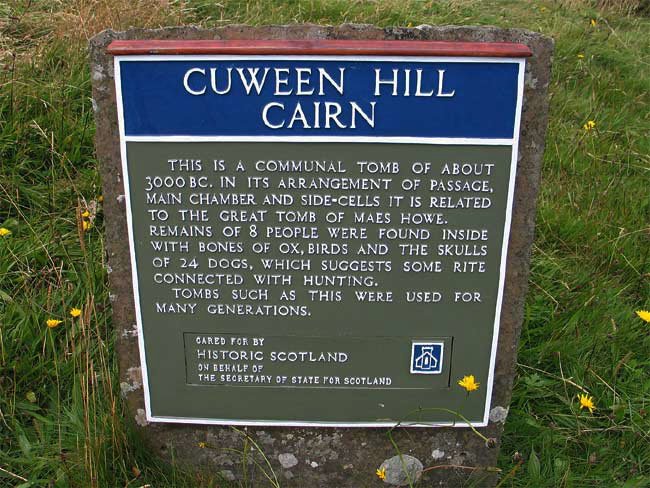 CUWEEN HILL
CAIRN
THIS IS A COMMUNAL TOMB OF ABOUT
3000 BC. IN ITS ARRANGEMENT OF PASSAGE,
MAIN CHAMBER AND SIDE-CELLS IT IS RELATED
TO THE GREAT TOMB OF MAES HOWE.
REMAINS OF 8 PEOPLE WERE FOUND INSIDE
WITH BONES OF OX, BIRDS AND THE SKULLS
OF 24 DOGS, WHICH SUGGESTS SOME RITE
CONNECTED WITH HUNTING.
TOMBS SUCH AS THIS WERE USED FOR
MANY GENERATIONS.
CARED FOR BY
HISTORIC SCOTLAND
ON BEHALF OF
THE SECRETARY OF STATE FOR SCOTLAND